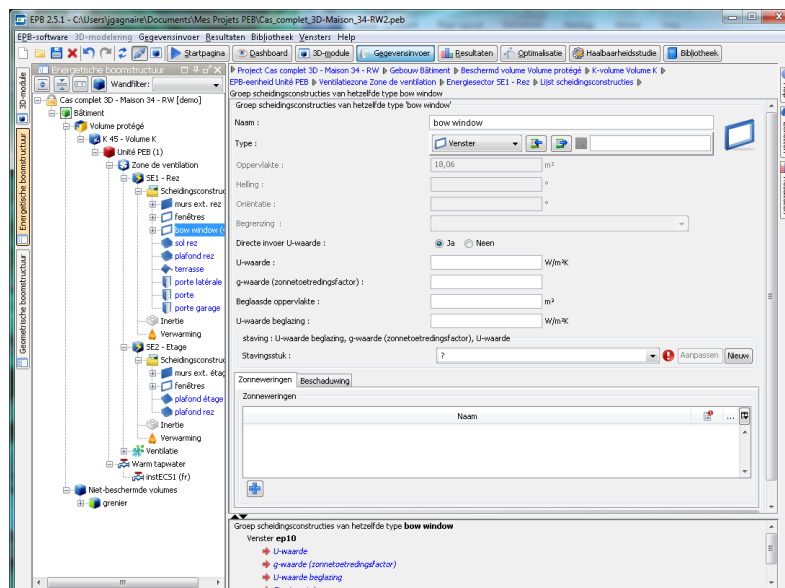 EPB 2.5.1 - C:\Users\jgagnaire\Documents\Mes Projets PEB\Cas_complet_3D-Maison_34-RW2.peb
EPB-software 3D-modelering Gegevensinvoer Resultaten Bibliotheek Vensters Help
Startpagina Dashboard 3D-module Gegevensinvoer Resultaten Optimalisatie Haalbaarheidsstudie Bibliotheek
3D-module
Energetische boomstructuur
Geometrische boomstructuur
Energetische boomstructuur
Wandfilter:
Cas complet 3D - Maison 34 - RW [demo]
Bâtiment
Volume protégé
K 45 - Volume K
Unité PEB (1)
Zone de ventilation
SE1 - Rez
Scheidingsconstruc
murs ext. rez
fenêtres
bow window (
sol rez
plafond rez
terrasse
porte latérale
porte
porte garage
Inertie
Verwarming
SE2 - Etage
Scheidingsconstruc
murs ext. étag
fenêtres
plafond étage
plafond rez
Inertie
Verwarming
Ventilatie
Warm tapwater
instECS1 (fr)
Niet-beschermde volumes
grenier
Project Cas complet 3D - Maison 34 - RW Gebouw Bâtiment Beschermd volume Volume protégé K-volume Volume K
EPB-eenheid Unité PEB Ventilatiezone Zone de ventilation Energiesector SE1 - Rez Lijst scheidingsconstructies
Groep scheidingsconstructies van hetzelfde type bow window
Groep scheidingsconstructies van hetzelfde type 'bow window'
Naam : bow window
Type : Venster
Oppervlakte : 18,06 m²
Helling : °
Oriëntatie : °
Begrenzing :
Directe invoer U-waarde : Ja Neen
U-waarde : W/m²K
g-waarde (zonnetoetredingsfactor) :
Beglaasde oppervlakte : m²
U-waarde beglazing : W/m²K
staving : U-waarde beglazing, g-waarde (zonnetoetredingsfactor), U-waarde
Stavingsstuk : ? Aanpassen Nieuw
Zonneweringen Beschaduwing
Zonneweringen
Naam ...
Groep scheidingsconstructies van hetzelfde type bow window
Venster ep10
U-waarde
g-waarde (zonnetoetredingsfactor)
U-waarde beglazing